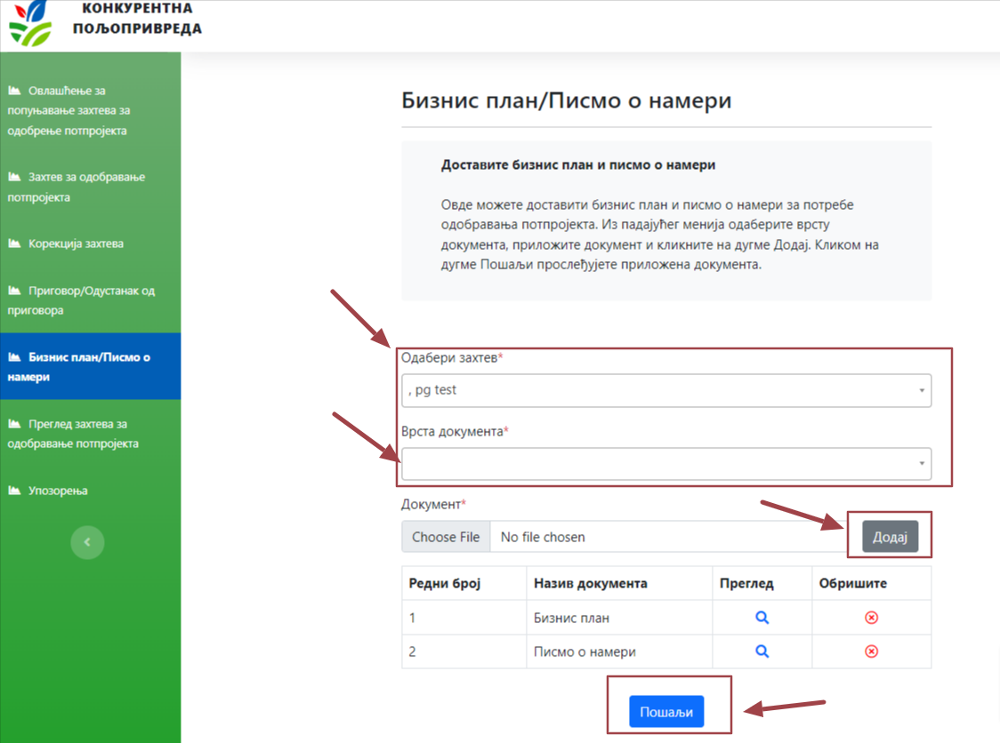 КОНКУРЕНТНА
ПОЉОПРИВРЕДА
Овлашћење за
попуњавање захтева за
одобрење потпројекта
Захтев за одобравање
потпројекта
Корекција захтева
Приговор/Одустанак од
приговора
Бизнис план/Писмо о
намери
Преглед захтева за
одобравање потпројекта
Упозорења
Бизнис план/Писмо о намери
Доставите бизнис план и писмо о намери
Овде можете доставити бизнис план и писмо о намери за потребе
одобравања потпројекта. Из падајућег менија одаберите врсту
документа, приложите документ и кликните на дугме Додај. Кликом на
дугме Пошаљи прослеђујете приложена документа.
Одабери захтев*
, pg test
Врста документа*
Документ*
Choose File No file chosen Додај
Редни број Назив документа Преглед Обришите
1 Бизнис план
2 Писмо о намери
Пошаљи